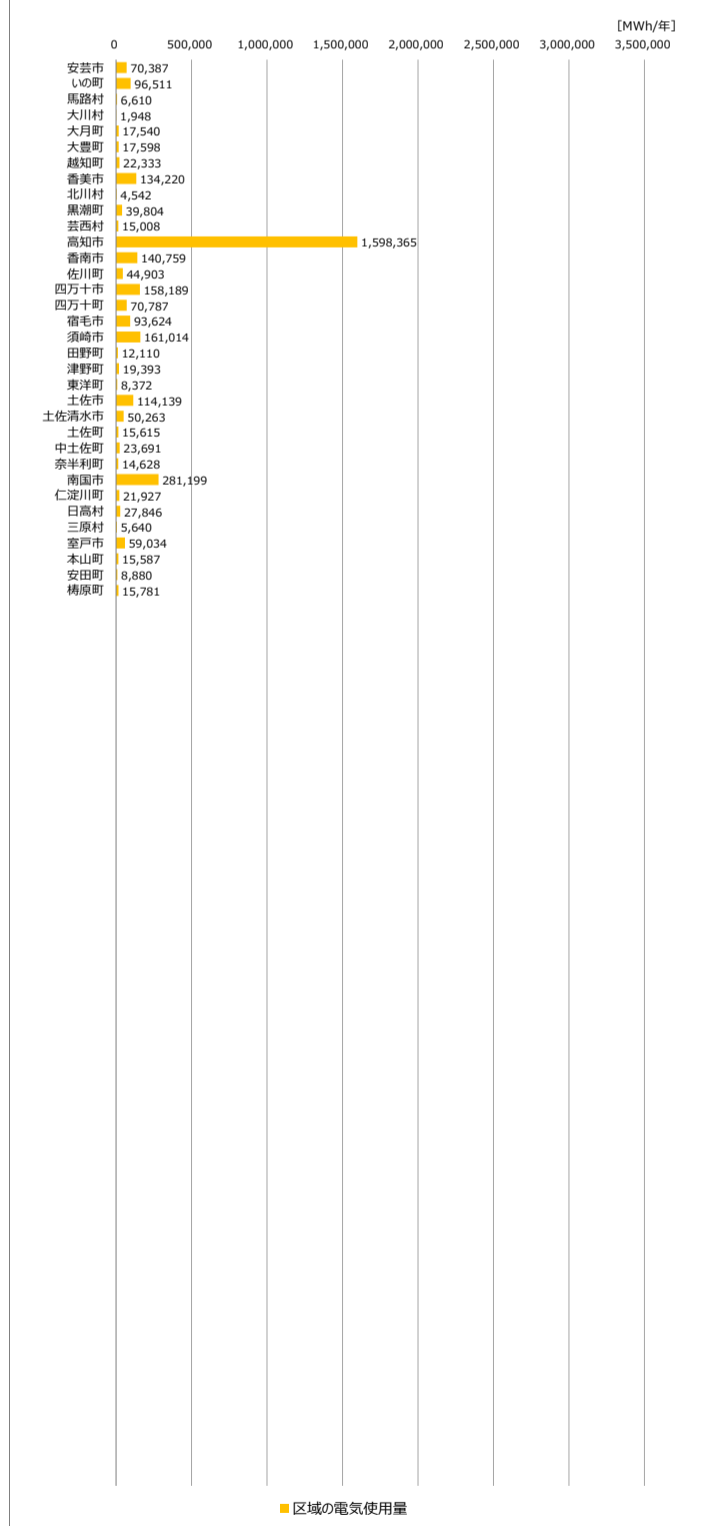 [MWh/年]
0 500,000 1,000,000 1,500,000 2,000,000 2,500,000 3,000,000 3,500,000
安芸市 70,387
いの町 96,511
馬路村 6,610
大川村 1,948
大月町 17,540
大豊町 17,598
越知町 22,333
香美市 134,220
北川村 4,542
黒潮町 39,804
芸西村 15,008
高知市 1,598,365
香南市 140,759
佐川町 44,903
四万十市 158,189
四万十町 70,787
宿毛市 93,624
須崎市 161,014
田野町 12,110
津野町 19,393
東洋町 8,372
土佐市 114,139
土佐清水市 50,263
土佐町 15,615
中土佐町 23,691
奈半利町 14,628
南国市 281,199
仁淀川町 21,927
日高村 27,846
三原村 5,640
室戸市 59,034
本山町 15,587
安田町 8,880
梼原町 15,781
区域の電気使用量